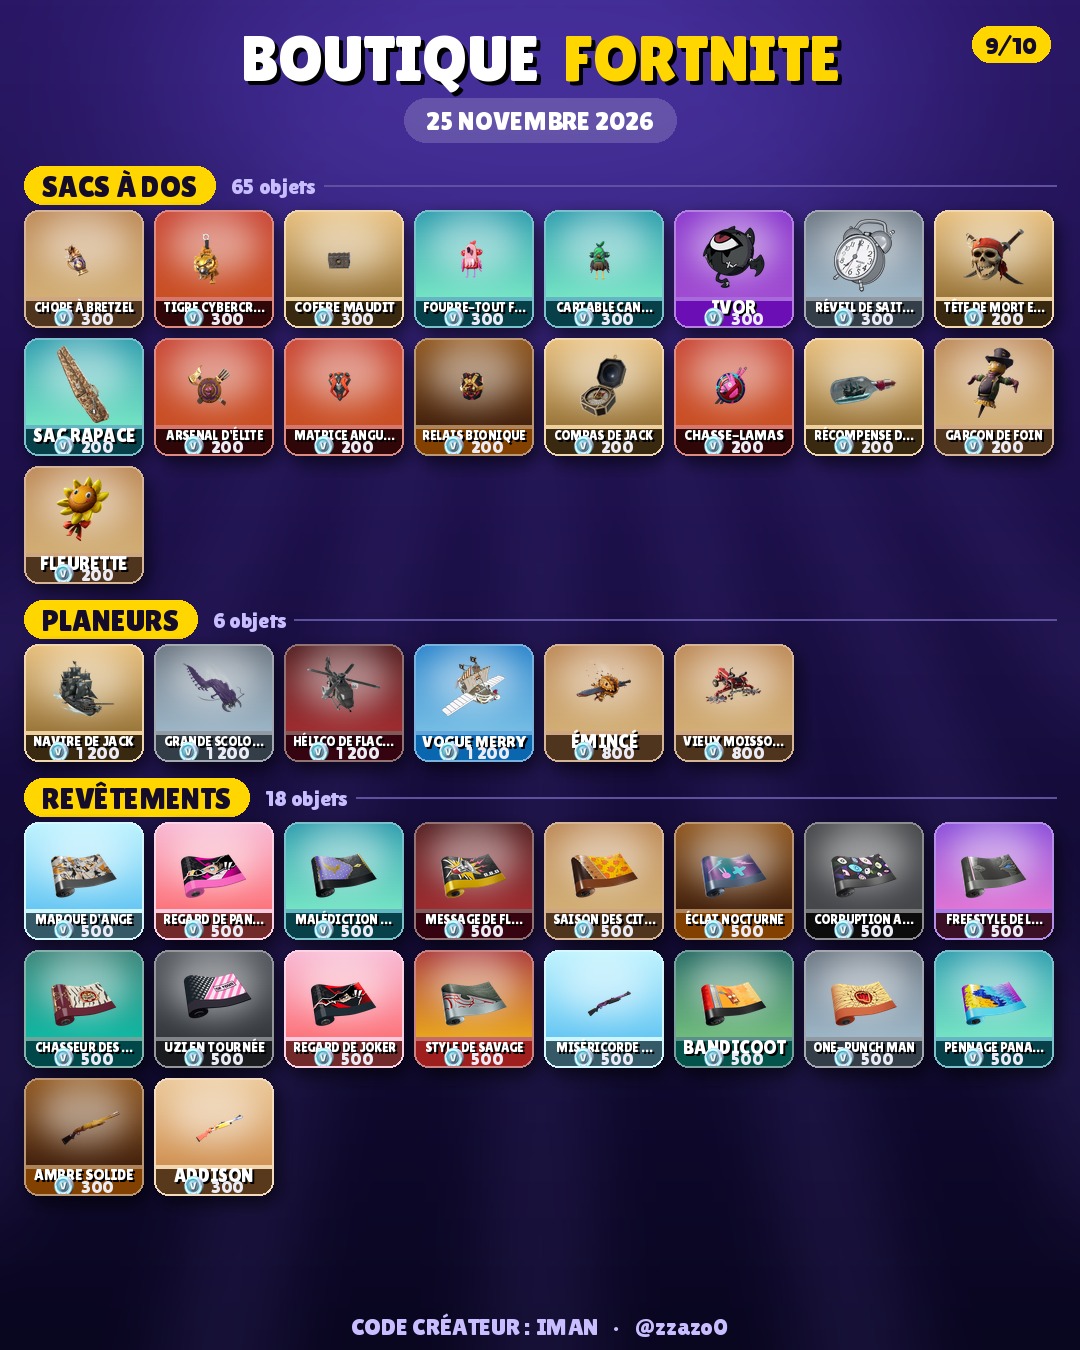 BOUTIQUE FORTNITE
9/10
25 NOVEMBRE 2026
SACS À DOS 65 objets
CHOPE À BRETZEL TIGRE CYBERCR... COFFRE MAUDIT FOURRE-TOUT F... CARTABLE CAN... IVOR RÉVEIL DE SAIT... TÊTE DE MORT E...
300 300 300 300 300 300 300 200
SAC RAPACE ARSENAL D'ÉLITE MATRICE ANGU... RELAIS BIONIQUE COMPAS DE JACK CHASSE-LAMAS RÉCOMPENSE D... GARÇON DE FOIN
200 200 200 200 200 200 200 200
FLEURETTE
200
PLANEURS 6 objets
NAVIRE DE JACK GRANDE SCOLO... HÉLICO DE FLAC... VOGUE MERRY ÉMINCÉ VIEUX MOISSO...
1 200 1 200 1 200 1 200 800 800
REVÊTEMENTS 18 objets
MARQUE D'ANGE REGARD DE PAN... MALÉDICTION ... MESSAGE DE FL... SAISON DES CIT... ÉCLAT NOCTURNE CORRUPTION A... FREESTYLE DE L...
500 500 500 500 500 500 500 500
CHASSEUR DES ... UZI EN TOURNÉE REGARD DE JOKER STYLE DE SAVAGE MISÉRICORDE ... BANDICOOT ONE-PUNCH MAN PENNAGE PANA...
500 500 500 500 500 500 500 500
AMBRE SOLIDE ADDISON
300 300
CODE CRÉATEUR : IMAN · @zzazo0